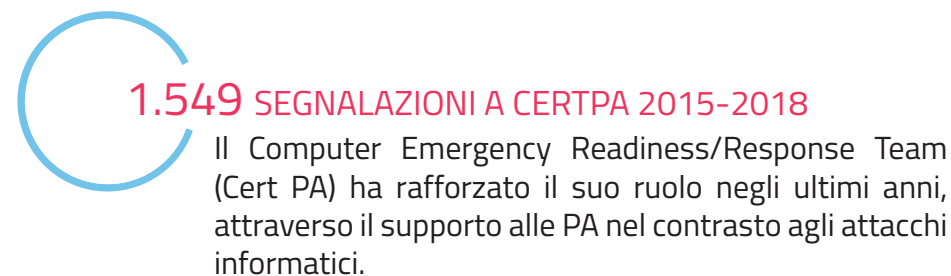 1.549 SEGNALAZIONI A CERTPA 2015-2018
Il Computer Emergency Readiness/Response Team
(Cert PA) ha rafforzato il suo ruolo negli ultimi anni,
attraverso il supporto alle PA nel contrasto agli attacchi
informatici.